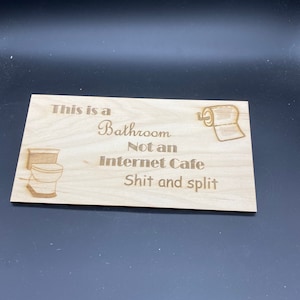 This is a
Bathroom
Not an
Internet Cafe
Shit and split